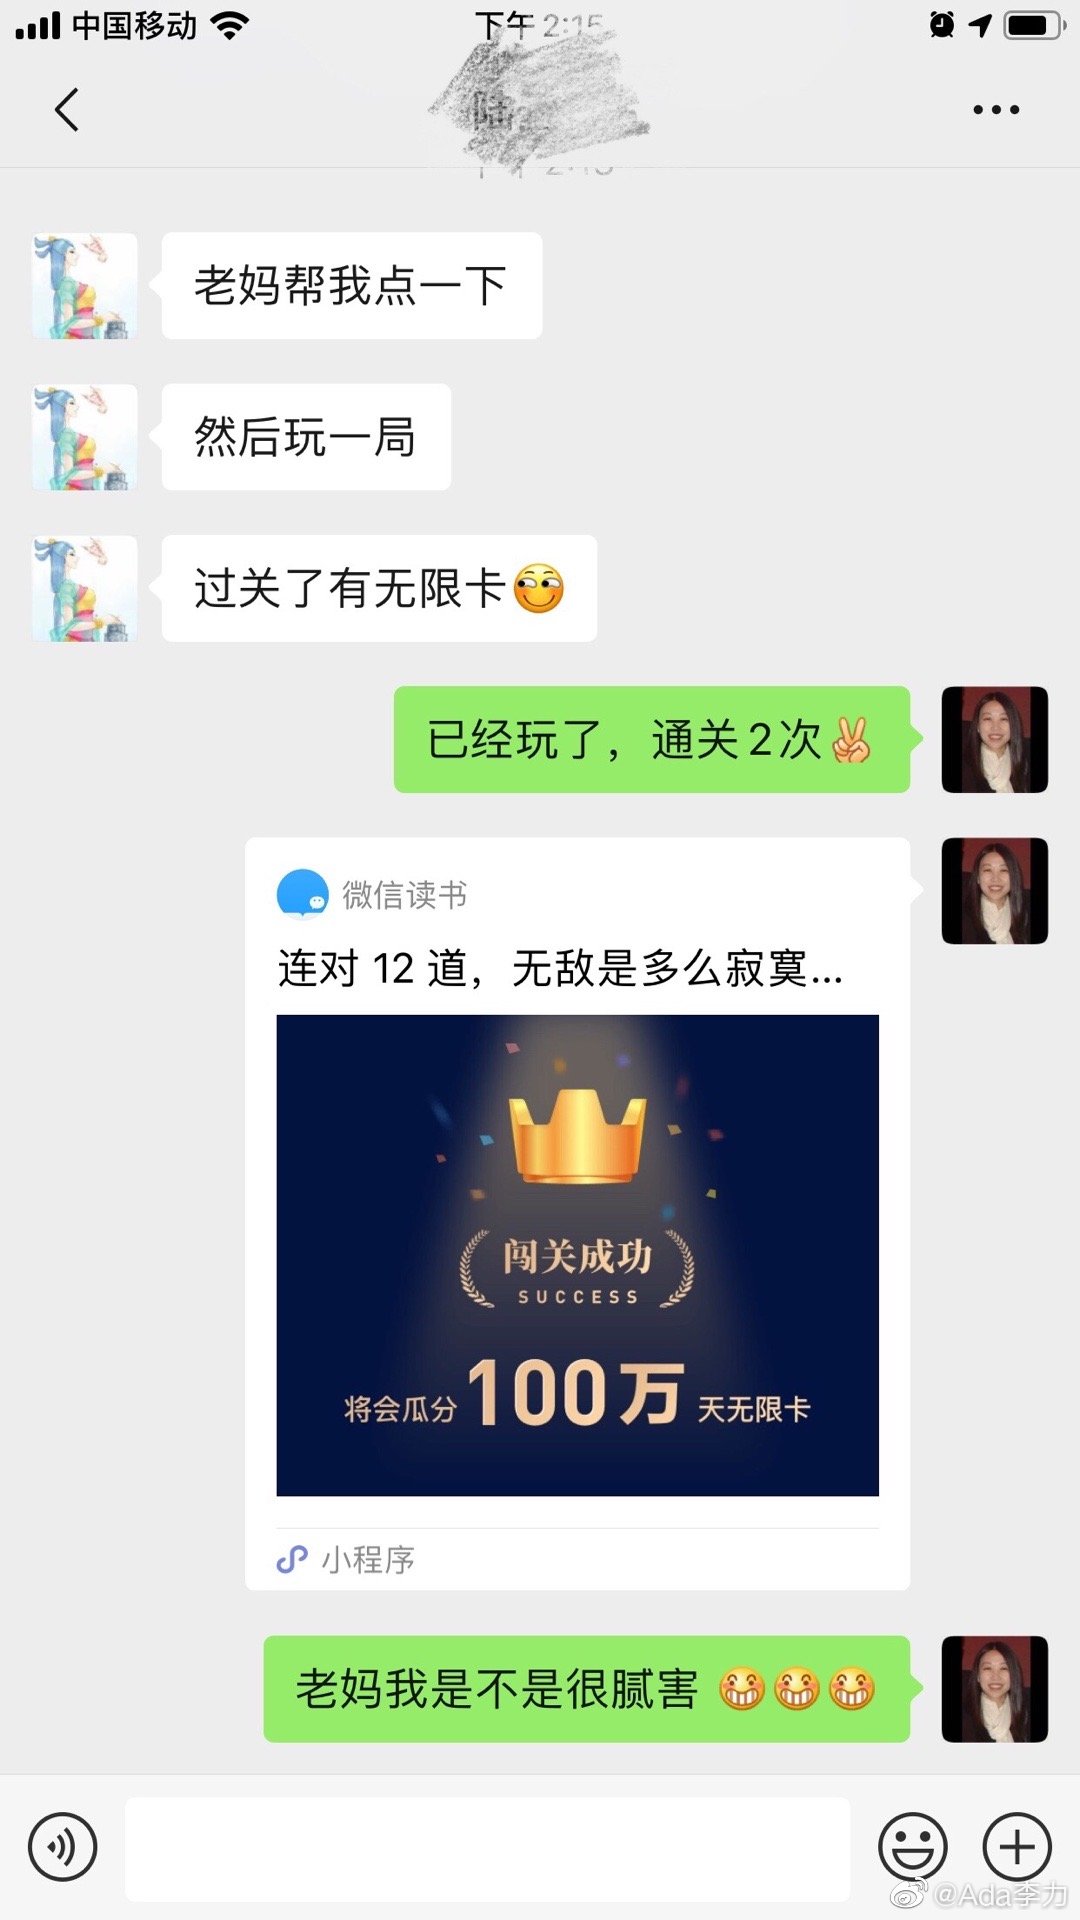 中国移动
下午 2:15
陆
老妈帮我点一下
然后玩一局
过关了有无限卡
已经玩了，通关2次
微信读书
连对 12 道，无敌是多么寂寞...
闯关成功
SUCCESS
将会瓜分100万天无限卡
小程序
老妈我是不是很腻害
@Ada李力